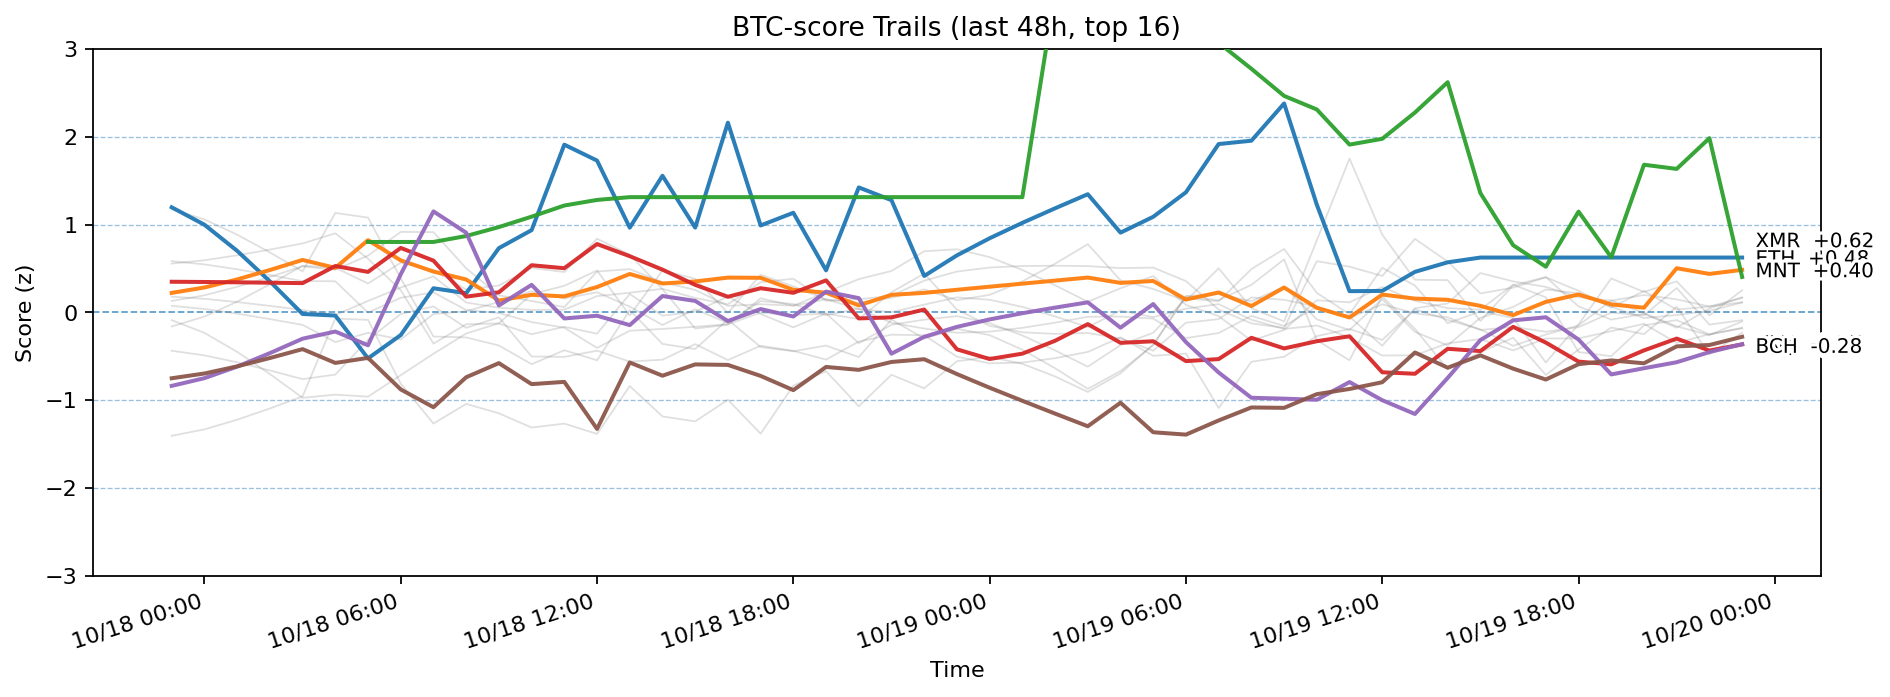 BTC-score Trails (last 48h, top 16)
Score (z)
3
2
1
0
−1
−2
−3
XMR +0.62
ETH +0.48
MNT +0.40
BCH -0.28
10/18 00:00
10/18 06:00
10/18 12:00
10/18 18:00
10/19 00:00
10/19 06:00
10/19 12:00
10/19 18:00
10/20 00:00
Time